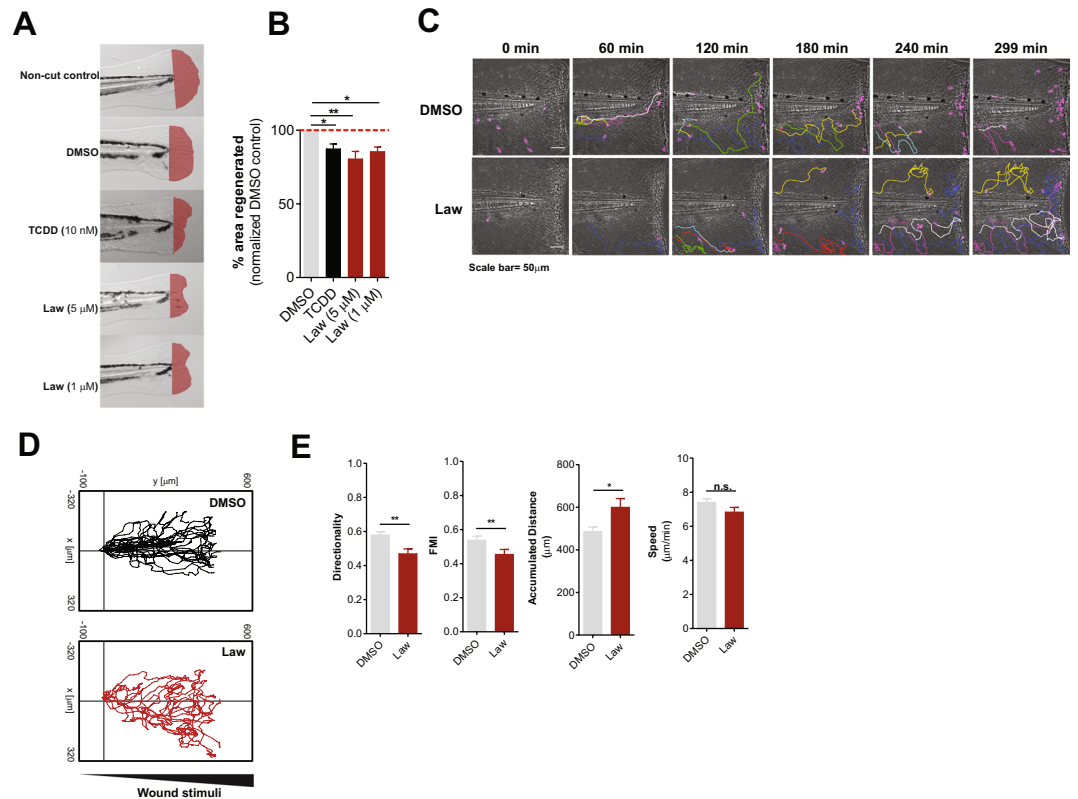 A
Non-cut control
DMSO
TCDD (10 nM)
Law (5 μM)
Law (1 μM)
B
% area regenerated
(normalized DMSO control)
100
50
0
*
**
*
DMSO
TCDD
Law (5 μM)
Law (1 μM)
C
0 min
60 min
120 min
180 min
240 min
299 min
DMSO
Law
Scale bar= 50μm
D
-100
y [μm]
600
-320
x [μm]
320
DMSO
-100
600
-320
x [μm]
320
Law
Wound stimuli
E
Directionality
1.0
0.8
0.6
0.4
0.2
0.0
**
DMSO
Law
FMI
1.0
0.8
0.6
0.4
0.2
0.0
**
DMSO
Law
Accumulated Distance
(μm)
800
600
400
200
0
*
DMSO
Law
Speed
(μm/min)
10
8
6
4
2
0
n.s.
DMSO
Law